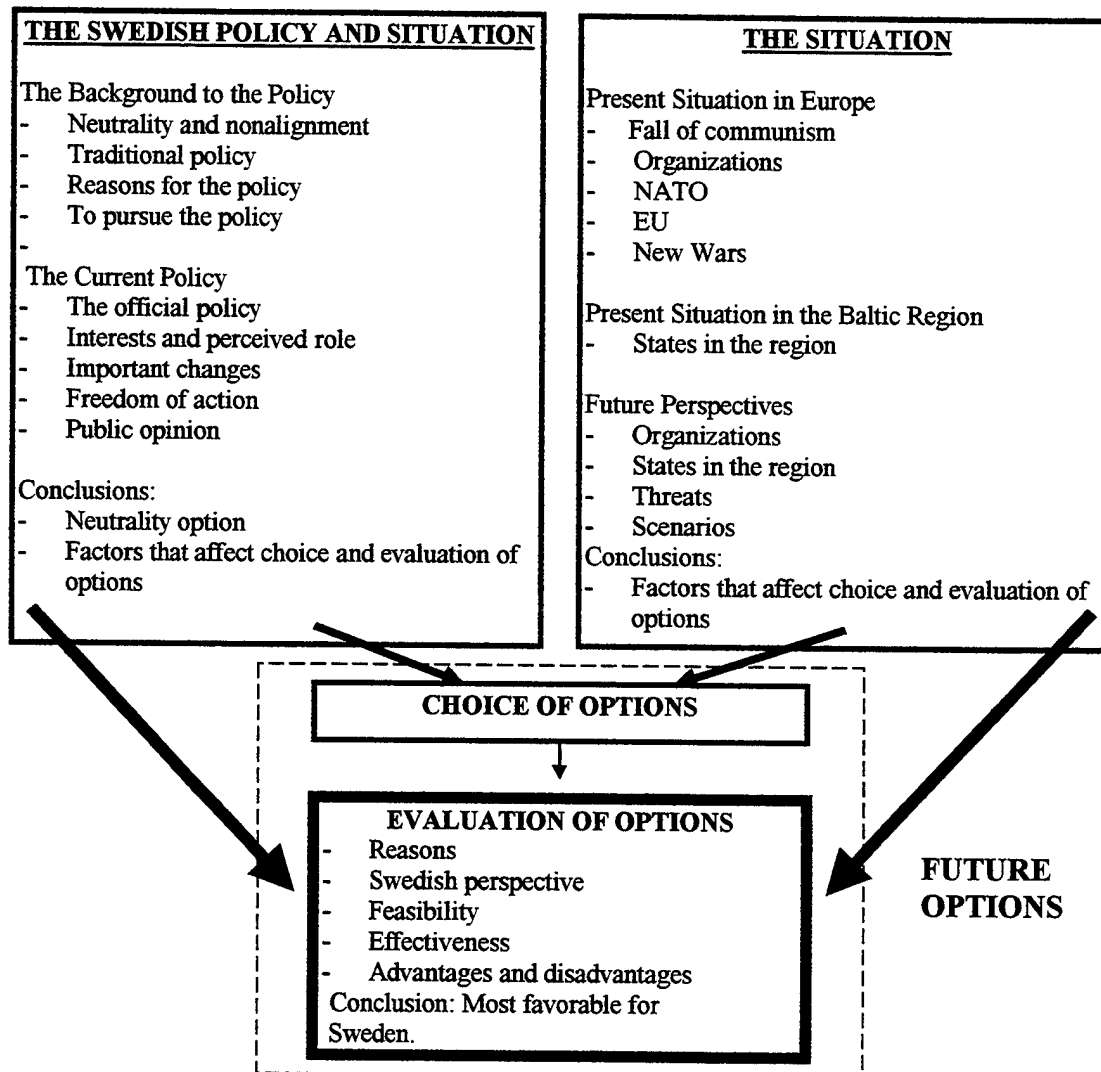 THE SWEDISH POLICY AND SITUATION
The Background to the Policy
- Neutrality and nonalignment
- Traditional policy
- Reasons for the policy
- To pursue the policy
-
The Current Policy
- The official policy
- Interests and perceived role
- Important changes
- Freedom of action
- Public opinion
Conclusions:
- Neutrality option
- Factors that affect choice and evaluation of
options
THE SITUATION
Present Situation in Europe
- Fall of communism
- Organizations
- NATO
- EU
- New Wars
Present Situation in the Baltic Region
- States in the region
Future Perspectives
- Organizations
- States in the region
- Threats
- Scenarios
Conclusions:
- Factors that affect choice and evaluation of
options
CHOICE OF OPTIONS
EVALUATION OF OPTIONS
- Reasons
- Swedish perspective
- Feasibility
- Effectiveness
- Advantages and disadvantages
Conclusion: Most favorable for
Sweden.
FUTURE
OPTIONS